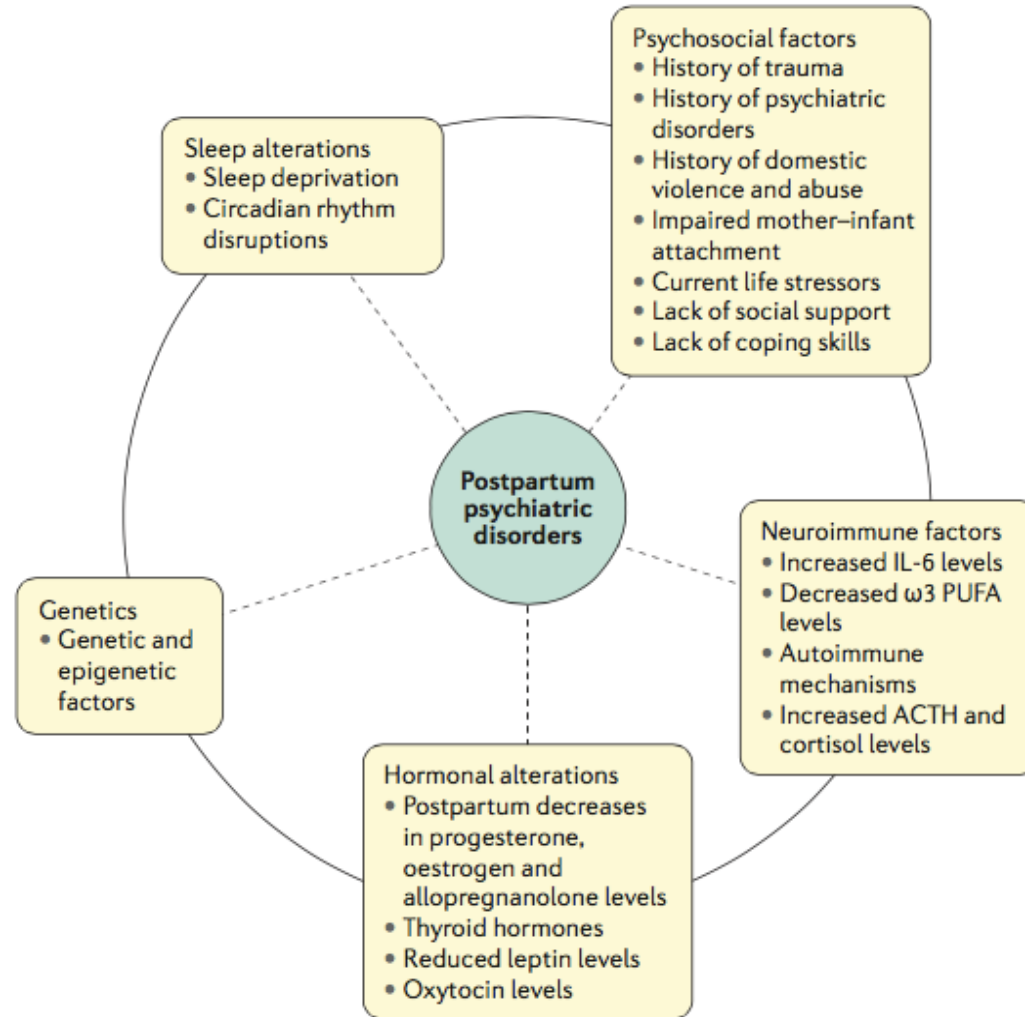 Psychosocial factors
• History of trauma
• History of psychiatric
disorders
• History of domestic
violence and abuse
• Impaired mother–infant
attachment
• Current life stressors
• Lack of social support
• Lack of coping skills
Sleep alterations
• Sleep deprivation
• Circadian rhythm
disruptions
Postpartum
psychiatric
disorders
Neuroimmune factors
• Increased IL-6 levels
• Decreased ω3 PUFA
levels
• Autoimmune
mechanisms
• Increased ACTH and
cortisol levels
Genetics
• Genetic and
epigenetic
factors
Hormonal alterations
• Postpartum decreases
in progesterone,
oestrogen and
allopregnanolone levels
• Thyroid hormones
• Reduced leptin levels
• Oxytocin levels